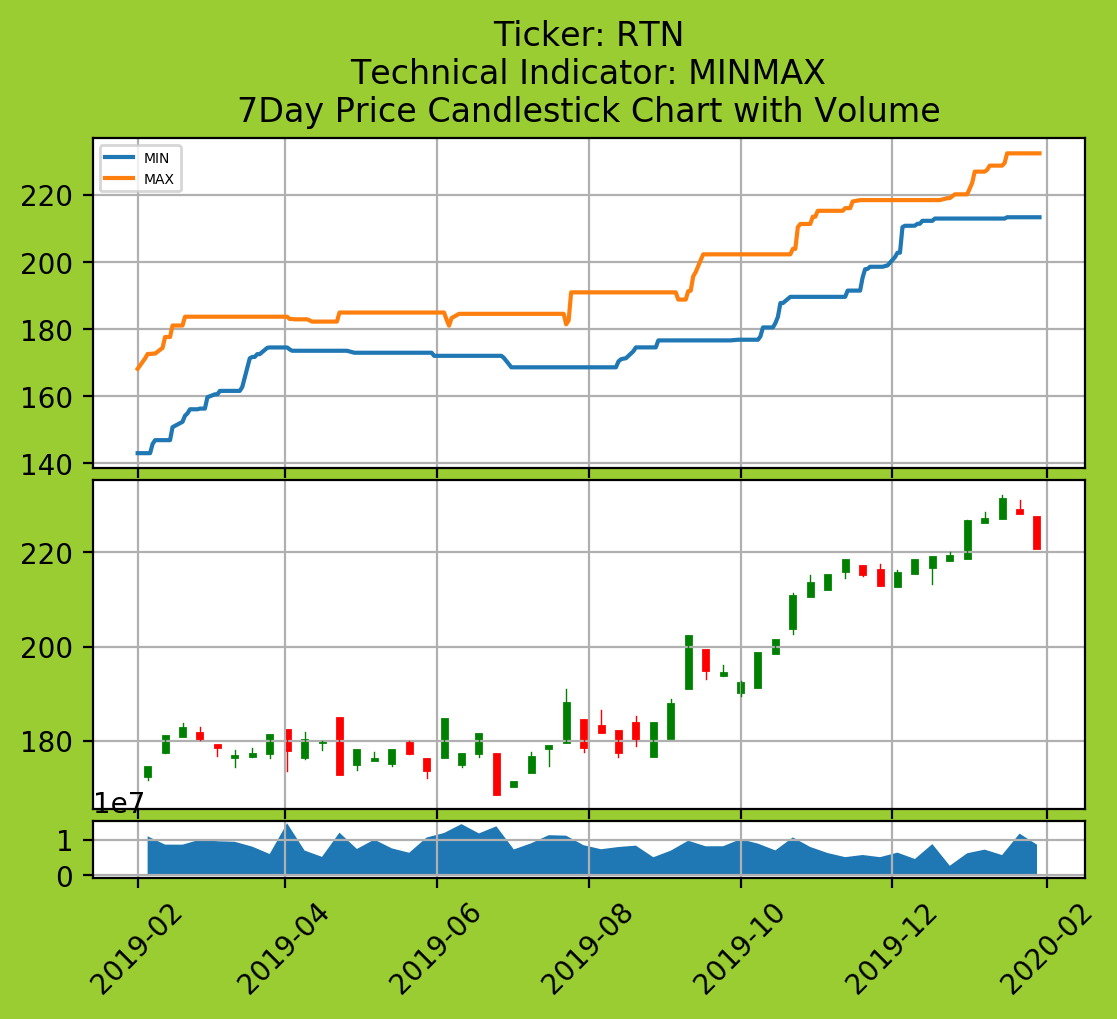 Ticker: RTN
Technical Indicator: MINMAX
7Day Price Candlestick Chart with Volume
MIN
MAX
220
200
180
160
140
220
200
180
1e7
1
0
2019-02
2019-04
2019-06
2019-08
2019-10
2019-12
2020-02